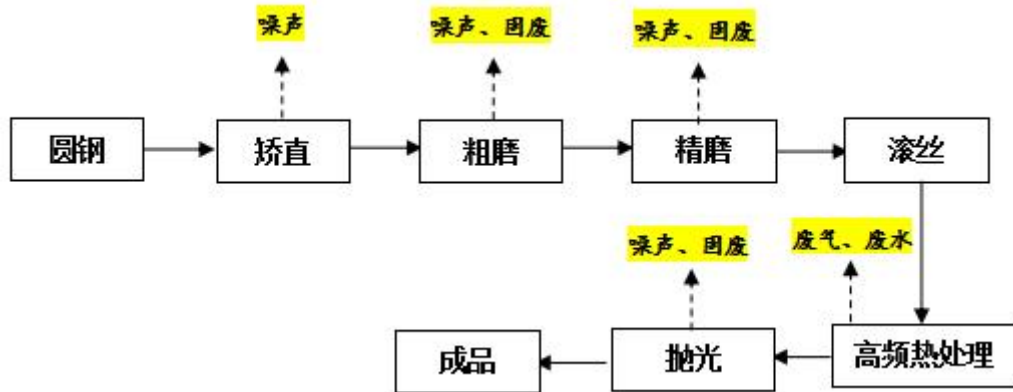 噪声
噪声、固废
噪声、固废
圆钢
矫直
粗磨
精磨
滚丝
噪声、固废
废气、废水
成品
抛光
高频热处理